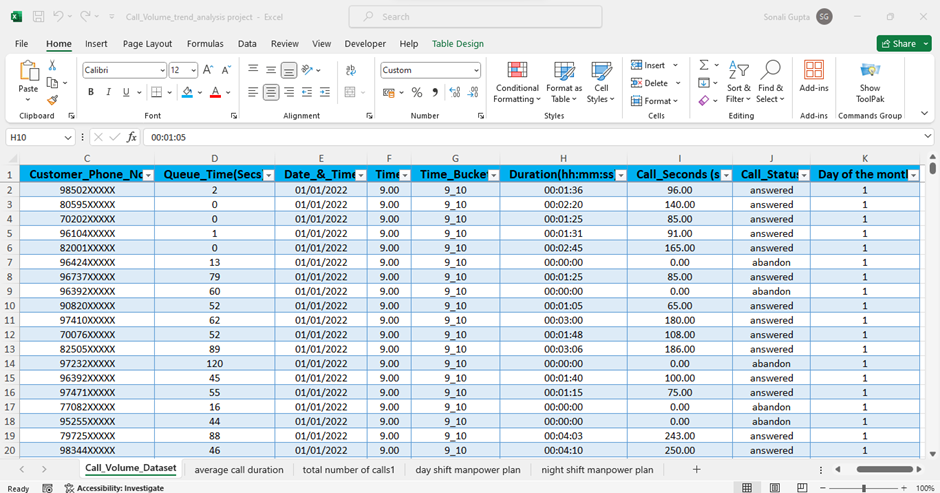 Call_Volume_trend_analysis project - Excel
Search
Sonali Gupta SG
File Home Insert Page Layout Formulas Data Review View Developer Help Table Design
Share
Paste
Clipboard
Calibri 12
B I U
Font
Alignment
Custom
Number
Conditional Formatting
Format as Table
Cell Styles
Styles
Insert
Delete
Format
Cells
Sort & Filter
Find & Select
Editing
Add-ins
Add-ins
Show ToolPak
Commands Group
H10 fx 00:01:05
C D E F G H I J K
1 Customer_Phone_No Queue_Time(Secs Date_&_Time Time Time_Bucket Duration(hh:mm:ss Call_Seconds (s Call_Status Day of the month
2 98502XXXXX 2 01/01/2022 9.00 9_10 00:01:36 96.00 answered 1
3 80595XXXXX 0 01/01/2022 9.00 9_10 00:02:20 140.00 answered 1
4 70202XXXXX 0 01/01/2022 9.00 9_10 00:01:25 85.00 answered 1
5 96104XXXXX 1 01/01/2022 9.00 9_10 00:01:31 91.00 answered 1
6 82001XXXXX 0 01/01/2022 9.00 9_10 00:02:45 165.00 answered 1
7 96424XXXXX 13 01/01/2022 9.00 9_10 00:00:00 0.00 abandon 1
8 96737XXXXX 79 01/01/2022 9.00 9_10 00:01:25 85.00 answered 1
9 96392XXXXX 60 01/01/2022 9.00 9_10 00:00:00 0.00 abandon 1
10 90820XXXXX 52 01/01/2022 9.00 9_10 00:01:05 65.00 answered 1
11 97410XXXXX 62 01/01/2022 9.00 9_10 00:03:00 180.00 answered 1
12 70076XXXXX 52 01/01/2022 9.00 9_10 00:01:48 108.00 answered 1
13 82505XXXXX 89 01/01/2022 9.00 9_10 00:03:06 186.00 answered 1
14 97232XXXXX 120 01/01/2022 9.00 9_10 00:00:00 0.00 abandon 1
15 96392XXXXX 45 01/01/2022 9.00 9_10 00:01:40 100.00 answered 1
16 97471XXXXX 55 01/01/2022 9.00 9_10 00:01:15 75.00 answered 1
17 77082XXXXX 16 01/01/2022 9.00 9_10 00:00:00 0.00 abandon 1
18 95255XXXXX 44 01/01/2022 9.00 9_10 00:00:00 0.00 abandon 1
19 79725XXXXX 88 01/01/2022 9.00 9_10 00:04:03 243.00 answered 1
20 98344XXXXX 46 01/01/2022 9.00 9_10 00:04:10 250.00 answered 1
Call_Volume_Dataset average call duration total number of calls1 day shift manpower plan night shift manpower plan
Ready Accessibility: Investigate 100%